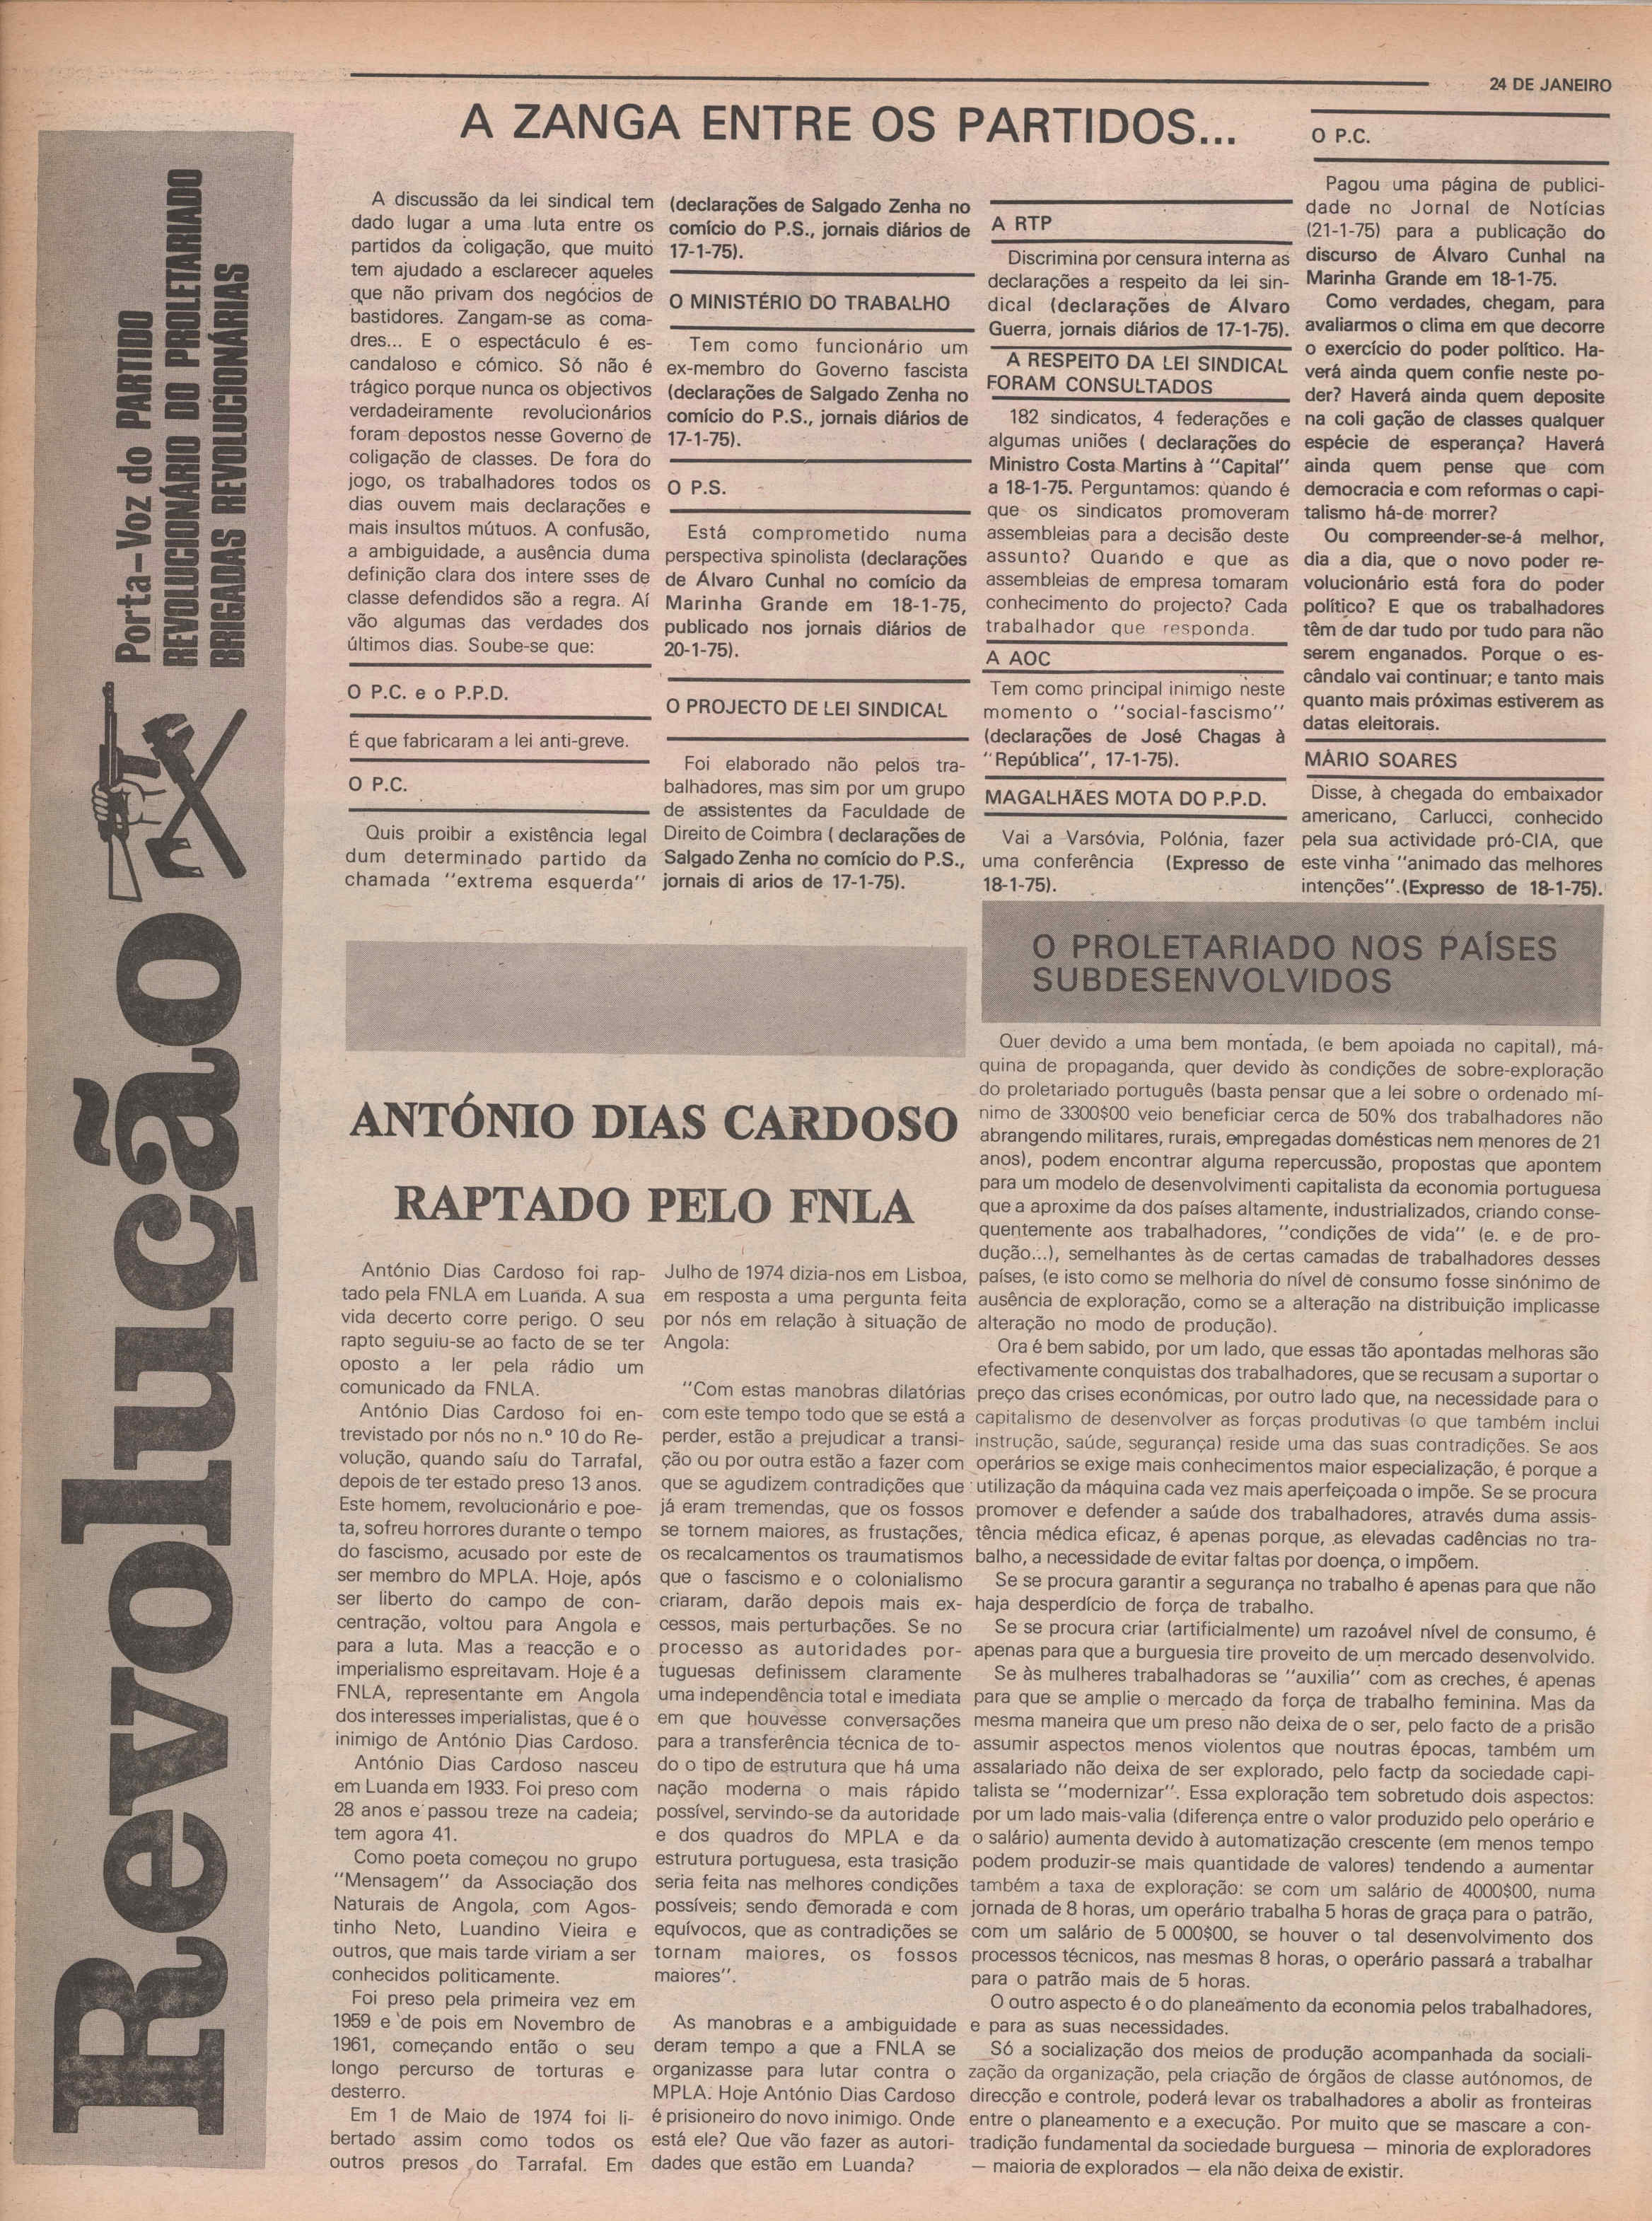 24 DE JANEIRO
Revolução
Porta-Voz do PARTIDO
REVOLUCIONÁRIO DO PROLETARIADO
BRIGADAS REVOLUCIONÁRIAS
A ZANGA ENTRE OS PARTIDOS...
A discussão da lei sindical tem
dado lugar a uma luta entre os
partidos da coligação, que muito
tem ajudado a esclarecer aqueles
que não privam dos negócios de
bastidores. Zangam-se as coma-
dres... E o espectáculo é es-
candaloso e cómico. Só não é
trágico porque nunca os objectivos
verdadeiramente revolucionários
foram depostos nesse Governo de
coligação de classes. De fora do
jogo, os trabalhadores todos os
dias ouvem mais declarações e
mais insultos mútuos. A confusão,
a ambiguidade, a ausência duma
definição clara dos intere sses de
classe defendidos são a regra. Aí
vão algumas das verdades dos
últimos dias. Soube-se que:
O P.C. e o P.P.D.
É que fabricaram a lei anti-greve.
O P.C.
Quis proibir a existência legal
dum determinado partido da
chamada "extrema esquerda"
(declarações de Salgado Zenha no
comício do P.S., jornais diários de
17-1-75).
O MINISTÉRIO DO TRABALHO
Tem como funcionário um
ex-membro do Governo fascista
(declarações de Salgado Zenha no
comício do P.S., jornais diários de
17-1-75).
O P.S.
Está comprometido numa
perspectiva spinolista (declarações
de Álvaro Cunhal no comício da
Marinha Grande em 18-1-75,
publicado nos jornais diários de
20-1-75).
O PROJECTO DE LEI SINDICAL
Foi elaborado não pelos tra-
balhadores, mas sim por um grupo
de assistentes da Faculdade de
Direito de Coimbra ( declarações de
Salgado Zenha no comício do P.S.,
jornais di arios de 17-1-75).
A RTP
Discrimina por censura interna as
declarações a respeito da lei sin-
dical (declarações de Álvaro
Guerra, jornais diários de 17-1-75).
A RESPEITO DA LEI SINDICAL
FORAM CONSULTADOS
182 sindicatos, 4 federações e
algumas uniões ( declarações do
Ministro Costa Martins à "Capital"
a 18-1-75. Perguntamos: quando é
que os sindicatos promoveram
assembleias para a decisão deste
assunto? Quando e que as
assembleias de empresa tomaram
conhecimento do projecto? Cada
trabalhador que responda.
A AOC
Tem como principal inimigo neste
momento o "social-fascismo"
(declarações de José Chagas à
"República", 17-1-75).
MAGALHÃES MOTA DO P.P.D.
Vai a Varsóvia, Polónia, fazer
uma conferência (Expresso de
18-1-75).
O P.C.
Pagou uma página de publici-
dade no Jornal de Notícias
(21-1-75) para a publicação do
discurso de Álvaro Cunhal na
Marinha Grande em 18-1-75.
Como verdades, chegam, para
avaliarmos o clima em que decorre
o exercício do poder político. Ha-
verá ainda quem confie neste po-
der? Haverá ainda quem deposite
na coli gação de classes qualquer
espécie de esperança? Haverá
ainda quem pense que com
democracia e com reformas o capi-
talismo há-de morrer?
Ou compreender-se-á melhor,
dia a dia, que o novo poder re-
volucionário está fora do poder
político? E que os trabalhadores
têm de dar tudo por tudo para não
serem enganados. Porque o es-
cândalo vai continuar; e tanto mais
quanto mais próximas estiverem as
datas eleitorais.
MÁRIO SOARES
Disse, à chegada do embaixador
americano, Carlucci, conhecido
pela sua actividade pró-CIA, que
este vinha "animado das melhores
intenções".(Expresso de 18-1-75).
ANTÓNIO DIAS CARDOSO
RAPTADO PELO FNLA
António Dias Cardoso foi rap-
tado pela FNLA em Luanda. A sua
vida decerto corre perigo. O seu
rapto seguiu-se ao facto de se ter
oposto a ler pela rádio um
comunicado da FNLA.
António Dias Cardoso foi en-
trevistado por nós no n.º 10 do Re-
volução, quando saíu do Tarrafal,
depois de ter estado preso 13 anos.
Este homem, revolucionário e poe-
ta, sofreu horrores durante o tempo
do fascismo, acusado por este de
ser membro do MPLA. Hoje, após
ser liberto do campo de con-
centração, voltou para Angola e
para a luta. Mas a reacção e o
imperialismo espreitavam. Hoje é a
FNLA, representante em Angola
dos interesses imperialistas, que é o
inimigo de António Dias Cardoso.
António Dias Cardoso nasceu
em Luanda em 1933. Foi preso com
28 anos e passou treze na cadeia;
tem agora 41.
Como poeta começou no grupo
"Mensagem" da Associação dos
Naturais de Angola, com Agos-
tinho Neto, Luandino Vieira e
outros, que mais tarde viriam a ser
conhecidos politicamente.
Foi preso pela primeira vez em
1959 e de pois em Novembro de
1961, começando então o seu
longo percurso de torturas e
desterro.
Em 1 de Maio de 1974 foi li-
bertado assim como todos os
outros presos do Tarrafal. Em
Julho de 1974 dizia-nos em Lisboa,
em resposta a uma pergunta feita
por nós em relação à situação de
Angola:
"Com estas manobras dilatórias
com este tempo todo que se está a
perder, estão a prejudicar a transi-
ção ou por outra estão a fazer com
que se agudizem contradições que
já eram tremendas, que os fossos
se tornem maiores, as frustações,
os recalcamentos os traumatismos
que o fascismo e o colonialismo
criaram, darão depois mais ex-
cessos, mais perturbações. Se no
processo as autoridades por-
tuguesas definissem claramente
uma independência total e imediata
em que houvesse conversações
para a transferência técnica de to-
do o tipo de estrutura que há uma
nação moderna o mais rápido
possível, servindo-se da autoridade
e dos quadros do MPLA e da
estrutura portuguesa, esta trasição
seria feita nas melhores condições
possíveis; sendo demorada e com
equívocos, que as contradições se
tornam maiores, os fossos
maiores".
As manobras e a ambiguidade
deram tempo a que a FNLA se
organizasse para lutar contra o
MPLA. Hoje António Dias Cardoso
é prisioneiro do novo inimigo. Onde
está ele? Que vão fazer as autori-
dades que estão em Luanda?
O PROLETARIADO NOS PAÍSES
SUBDESENVOLVIDOS
Quer devido a uma bem montada, (e bem apoiada no capital), má-
quina de propaganda, quer devido às condições de sobre-exploração
do proletariado português (basta pensar que a lei sobre o ordenado mí-
nimo de 3300$00 veio beneficiar cerca de 50% dos trabalhadores não
abrangendo militares, rurais, empregadas domésticas nem menores de 21
anos), podem encontrar alguma repercussão, propostas que apontem
para um modelo de desenvolvimenti capitalista da economia portuguesa
que a aproxime da dos países altamente, industrializados, criando conse-
quentemente aos trabalhadores, "condições de vida" (e. e de pro-
dução...), semelhantes às de certas camadas de trabalhadores desses
países, (e isto como se melhoria do nível de consumo fosse sinónimo de
ausência de exploração, como se a alteração na distribuição implicasse
alteração no modo de produção).
Ora é bem sabido, por um lado, que essas tão apontadas melhoras são
efectivamente conquistas dos trabalhadores, que se recusam a suportar o
preço das crises económicas, por outro lado que, na necessidade para o
capitalismo de desenvolver as forças produtivas (o que também inclui
instrução, saúde, segurança) reside uma das suas contradições. Se aos
operários se exige mais conhecimentos maior especialização, é porque a
utilização da máquina cada vez mais aperfeiçoada o impõe. Se se procura
promover e defender a saúde dos trabalhadores, através duma assis-
tência médica eficaz, é apenas porque, as elevadas cadências no tra-
balho, a necessidade de evitar faltas por doença, o impõem.
Se se procura garantir a segurança no trabalho é apenas para que não
haja desperdício de força de trabalho.
Se se procura criar (artificialmente) um razoável nível de consumo, é
apenas para que a burguesia tire proveito de um mercado desenvolvido.
Se às mulheres trabalhadoras se "auxilia" com as creches, é apenas
para que se amplie o mercado da força de trabalho feminina. Mas da
mesma maneira que um preso não deixa de o ser, pelo facto de a prisão
assumir aspectos menos violentos que noutras épocas, também um
assalariado não deixa de ser explorado, pelo factp da sociedade capi-
talista se "modernizar". Essa exploração tem sobretudo dois aspectos:
por um lado mais-valia (diferença entre o valor produzido pelo operário e
o salário) aumenta devido à automatização crescente (em menos tempo
podem produzir-se mais quantidade de valores) tendendo a aumentar
também a taxa de exploração: se com um salário de 4000$00, numa
jornada de 8 horas, um operário trabalha 5 horas de graça para o patrão,
com um salário de 5 000$00, se houver o tal desenvolvimento dos
processos técnicos, nas mesmas 8 horas, o operário passará a trabalhar
para o patrão mais de 5 horas.
O outro aspecto é o do planeamento da economia pelos trabalhadores,
e para as suas necessidades.
Só a socialização dos meios de produção acompanhada da sociali-
zação da organização, pela criação de órgãos de classe autónomos, de
direcção e controle, poderá levar os trabalhadores a abolir as fronteiras
entre o planeamento e a execução. Por muito que se mascare a con-
tradição fundamental da sociedade burguesa — minoria de exploradores
— maioria de explorados — ela não deixa de existir.